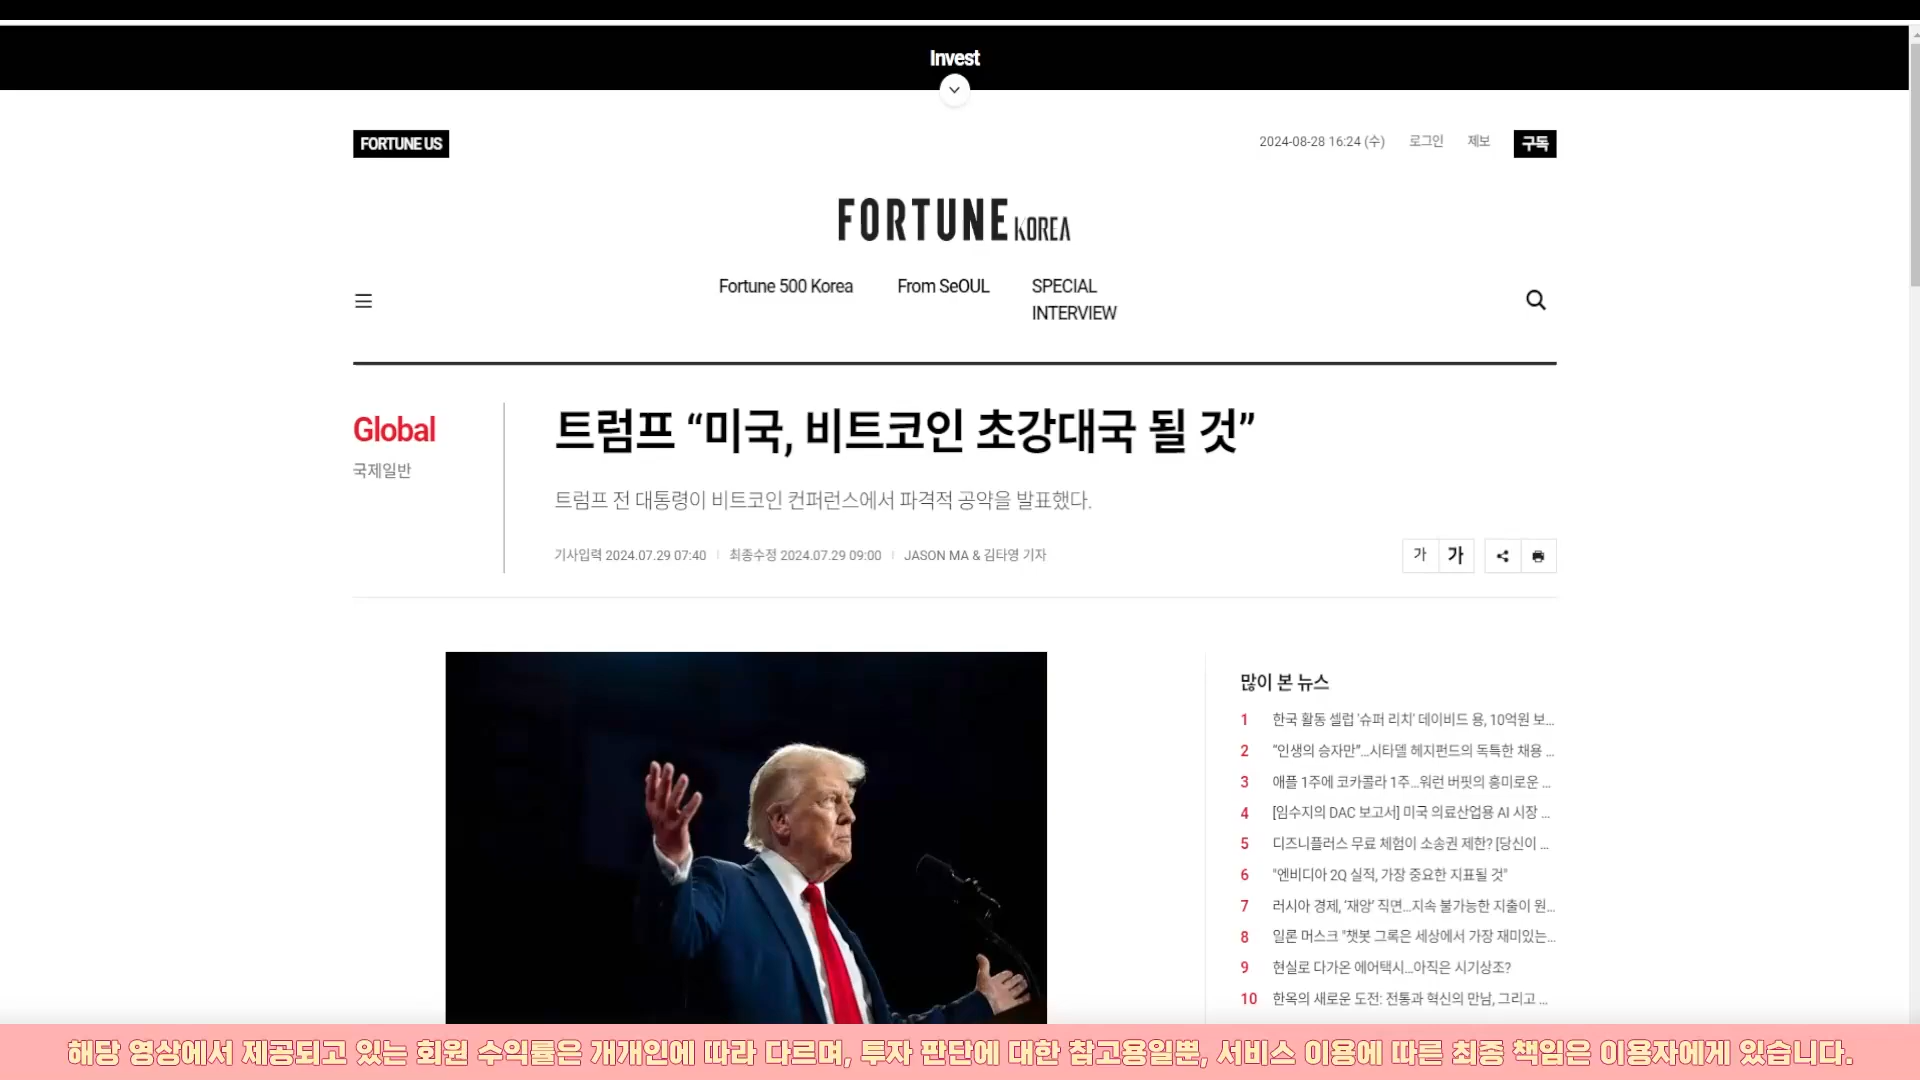 Invest
FORTUNE US
2024-08-28 16:24 (수) 로그인 제보 구독
FORTUNE KOREA
Fortune 500 Korea From SeOUL SPECIAL
INTERVIEW
Global
국제일반
트럼프 “미국, 비트코인 초강대국 될 것”
트럼프 전 대통령이 비트코인 컨퍼런스에서 파격적 공약을 발표했다.
기사입력 2024.07.29 07:40 최종수정 2024.07.29 09:00 JASON MA & 김타영 기자
가 가
많이 본 뉴스
1 한국 활동 셀럽 '슈퍼 리치' 데이비드 용, 10억원 보...
2 “인생의 승자만”...시타델 헤지펀드의 독특한 채용 ...
3 애플 1주에 코카콜라 1주...워런 버핏의 흥미로운 ...
4 [임수지의 DAC 보고서] 미국 의료산업용 AI 시장 ...
5 디즈니플러스 무료 체험이 소송권 제한? [당신이 ...
6 "엔비디아 2Q 실적, 가장 중요한 지표될 것"
7 러시아 경제, ‘재앙’ 직면...지속 불가능한 지출이 원...
8 일론 머스크 "챗봇 그록은 세상에서 가장 재미있는...
9 현실로 다가온 에어택시...아직은 시기상조?
10 한옥의 새로운 도전: 전통과 혁신의 만남, 그리고 ...
해당 영상에서 제공되고 있는 회원 수익률은 개개인에 따라 다르며, 투자 판단에 대한 참고용일뿐, 서비스 이용에 따른 최종 책임은 이용자에게 있습니다.